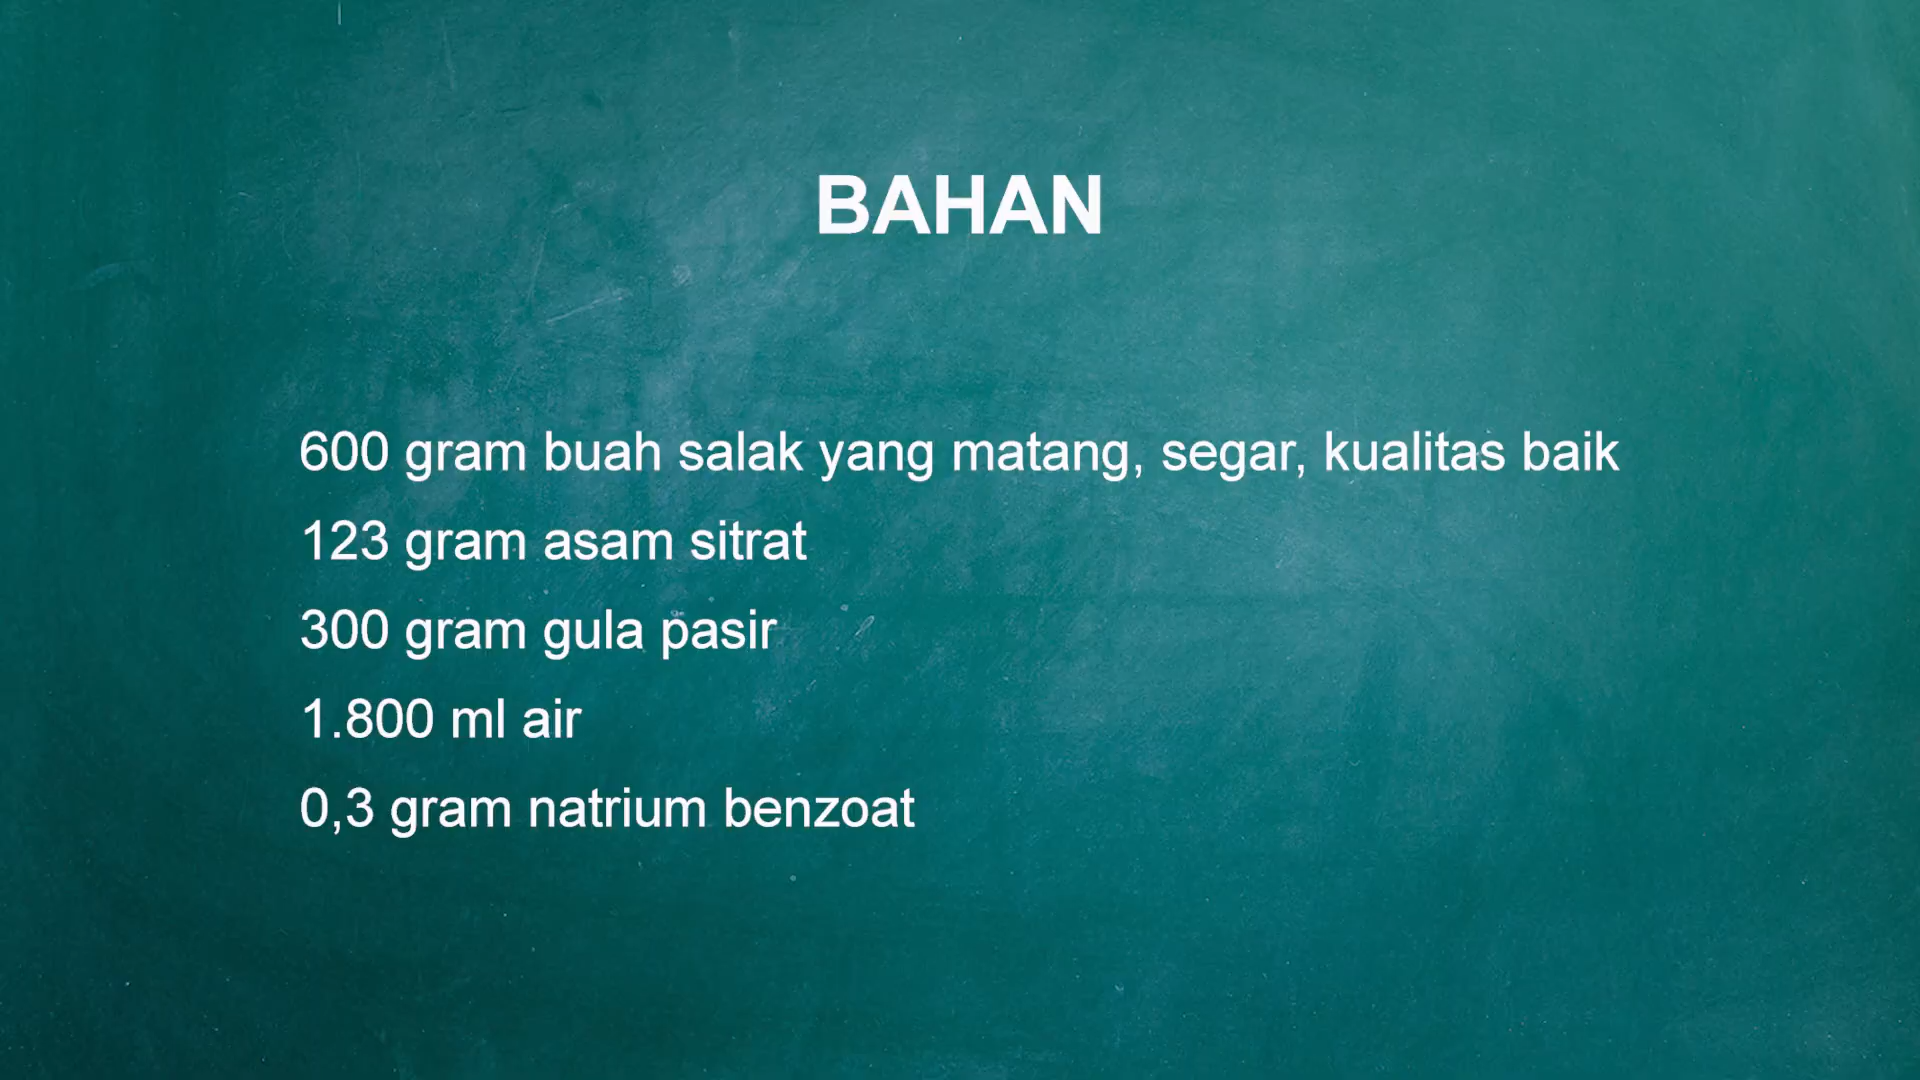 BAHAN
600 gram buah salak yang matang, segar, kualitas baik
123 gram asam sitrat
300 gram gula pasir
1.800 ml air
0,3 gram natrium benzoat